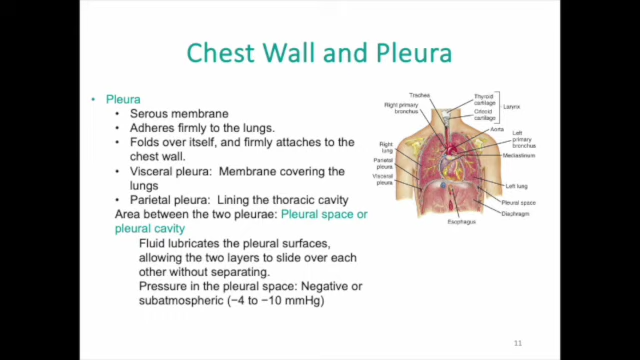 Chest Wall and Pleura
• Pleura
• Serous membrane
• Adheres firmly to the lungs.
• Folds over itself, and firmly attaches to the
chest wall.
• Visceral pleura: Membrane covering the
lungs
• Parietal pleura: Lining the thoracic cavity
Area between the two pleurae: Pleural space or
pleural cavity
Fluid lubricates the pleural surfaces,
allowing the two layers to slide over each
other without separating.
Pressure in the pleural space: Negative or
subatmospheric (−4 to −10 mmHg)
Trachea
Right primary
bronchus
Right
lung
Parietal
pleura
Visceral
pleura
Thyroid
cartilage
Cricoid
cartilage
Larynx
Aorta
Left
primary
bronchus
Mediastinum
Left lung
Pleural space
Diaphragm
Esophagus
11